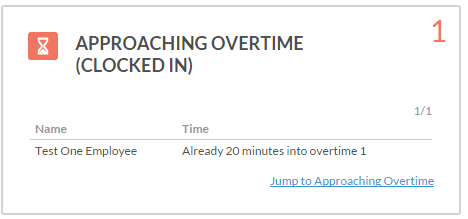 APPROACHING OVERTIME
(CLOCKED IN)
1
1/1
Name Time
Test One Employee Already 20 minutes into overtime 1
Jump to Approaching Overtime